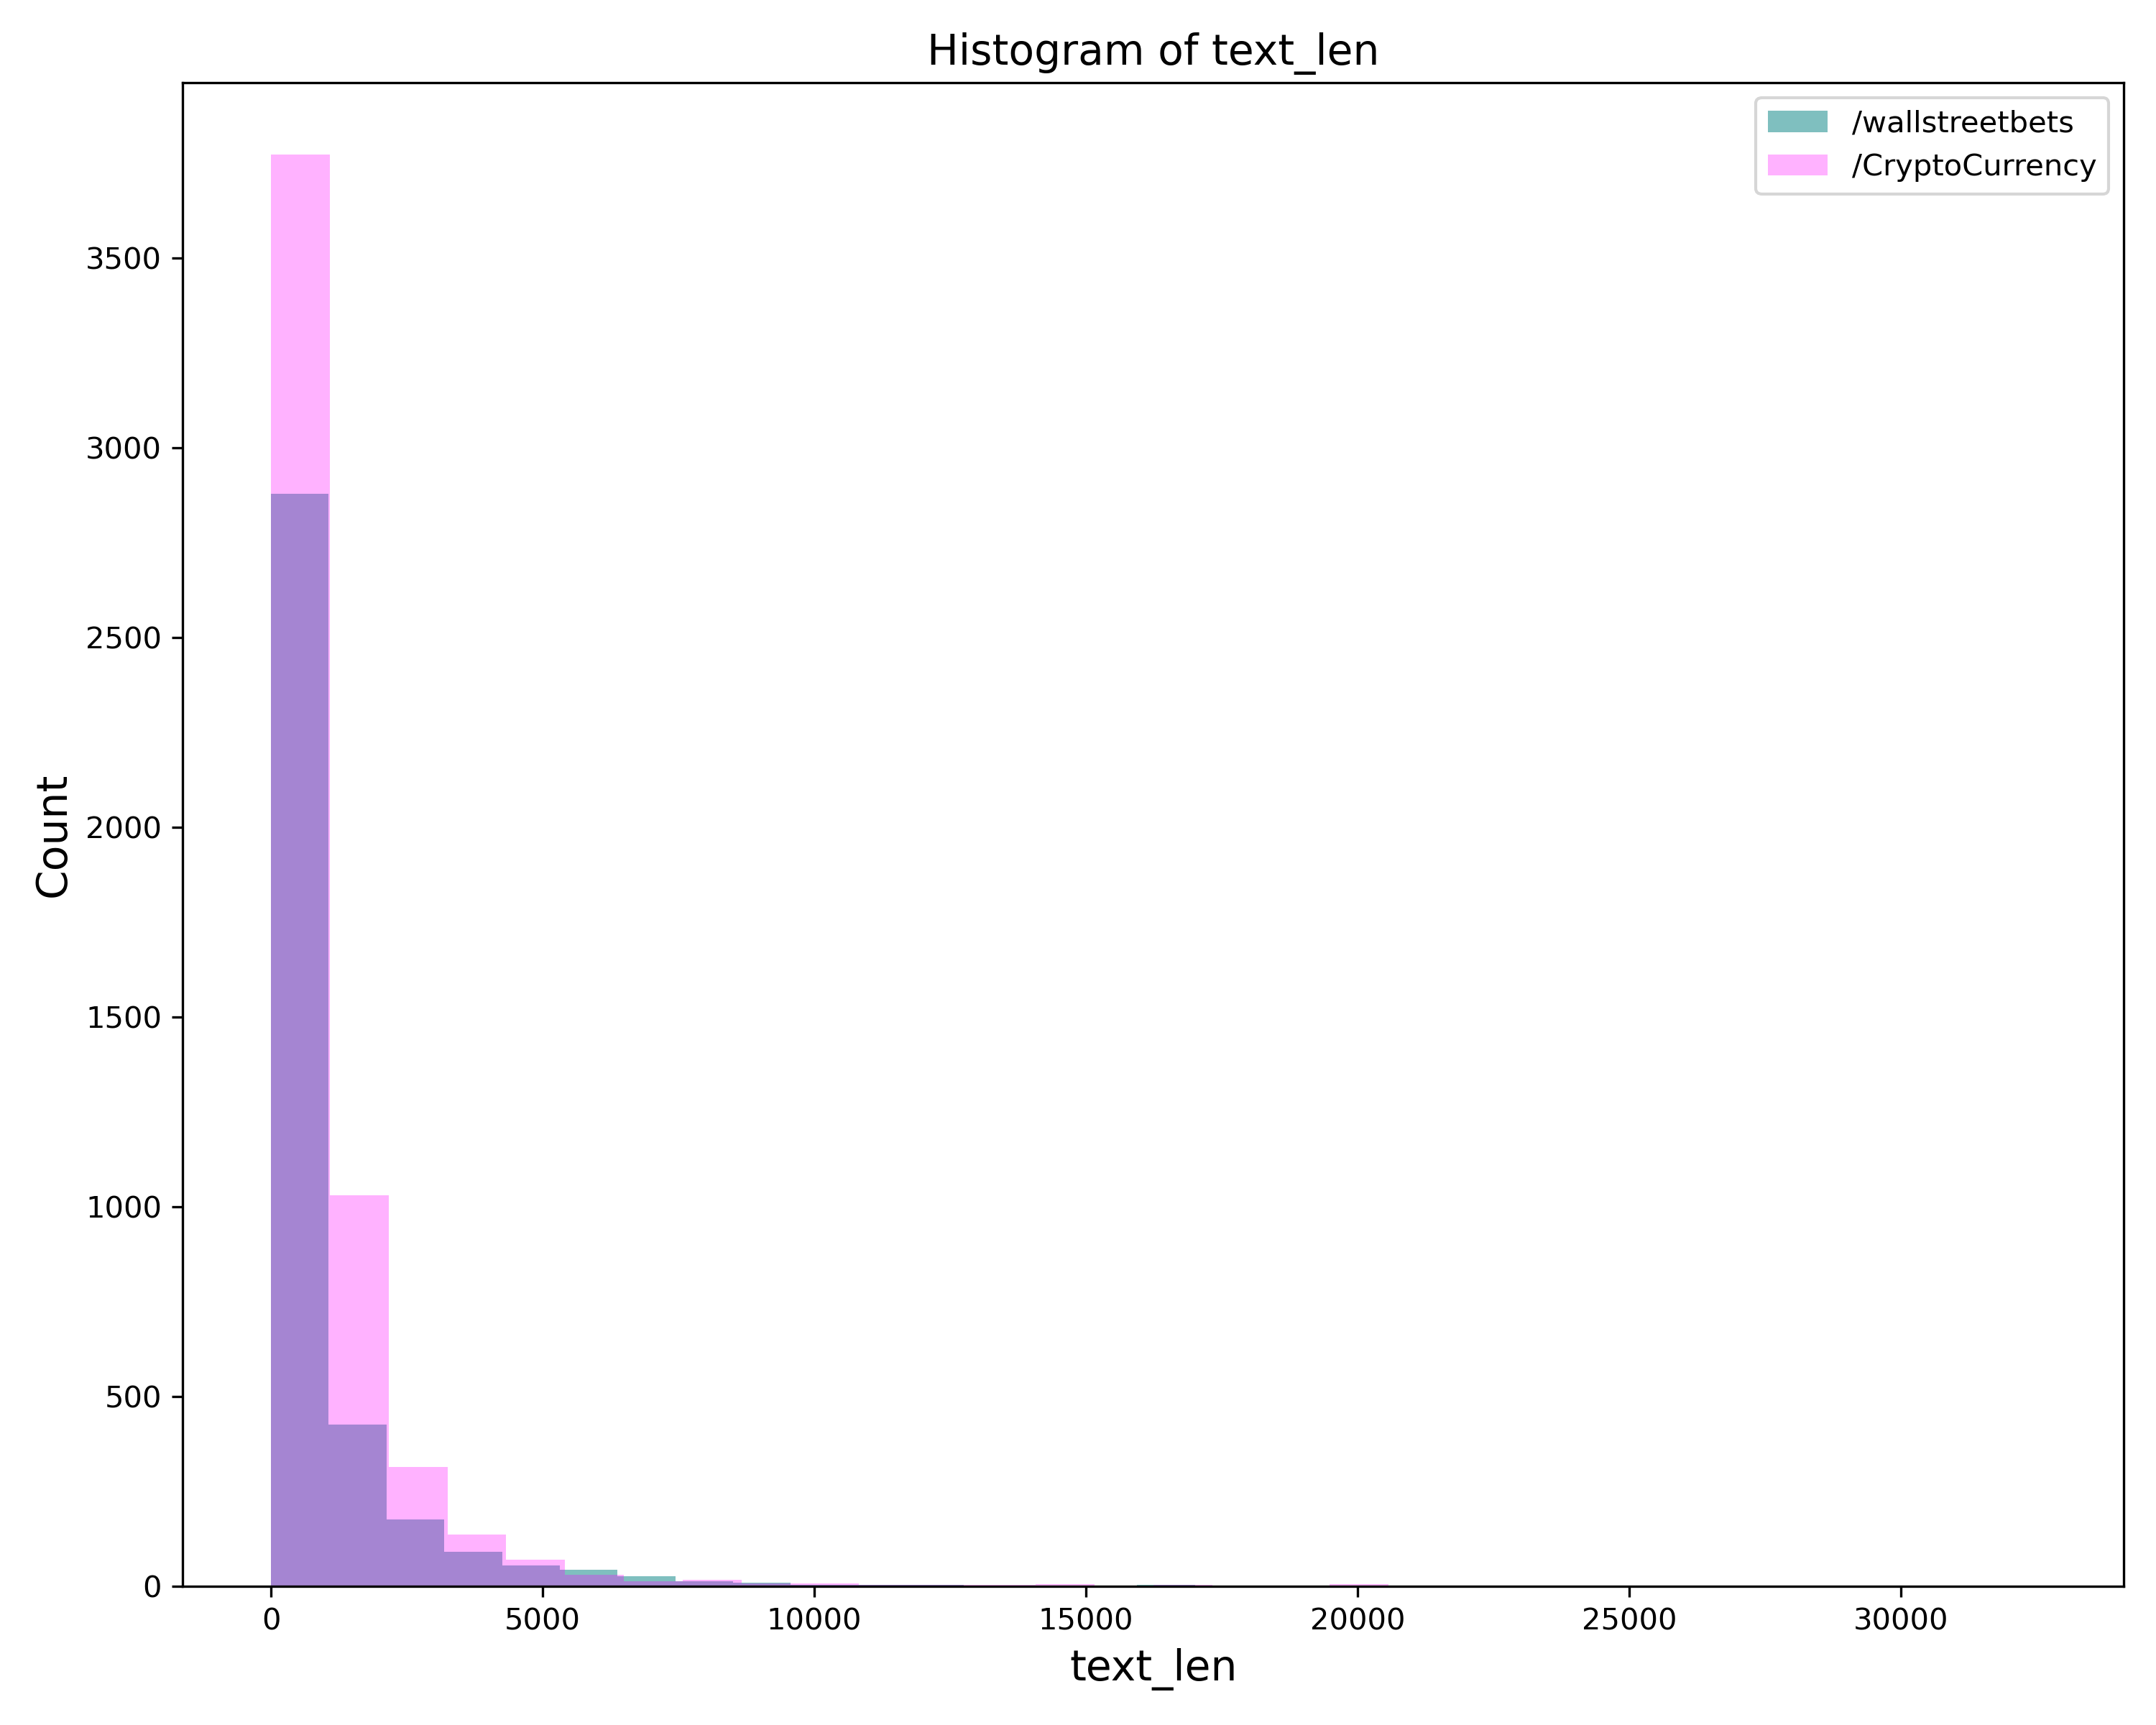 Histogram of text_len
/wallstreetbets
/CryptoCurrency
Count
3500
3000
2500
2000
1500
1000
500
0
0 5000 10000 15000 20000 25000 30000
text_len